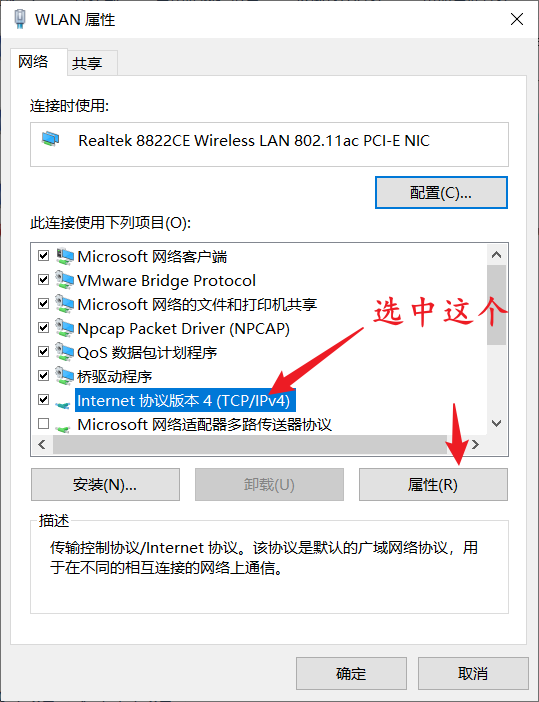 WLAN 属性
网络
共享
连接时使用:
Realtek 8822CE Wireless LAN 802.11ac PCI-E NIC
配置(C)...
此连接使用下列项目(O):
Microsoft 网络客户端
VMware Bridge Protocol
Microsoft 网络的文件和打印机共享
选中这个
Npcap Packet Driver (NPCAP)
QoS 数据包计划程序
桥驱动程序
Internet 协议版本 4 (TCP/IPv4)
Microsoft 网络适配器多路传送器协议
安装(N)...
卸载(U)
属性(R)
描述
传输控制协议/Internet 协议。该协议是默认的广域网络协议，用
于在不同的相互连接的网络上通信。
确定
取消